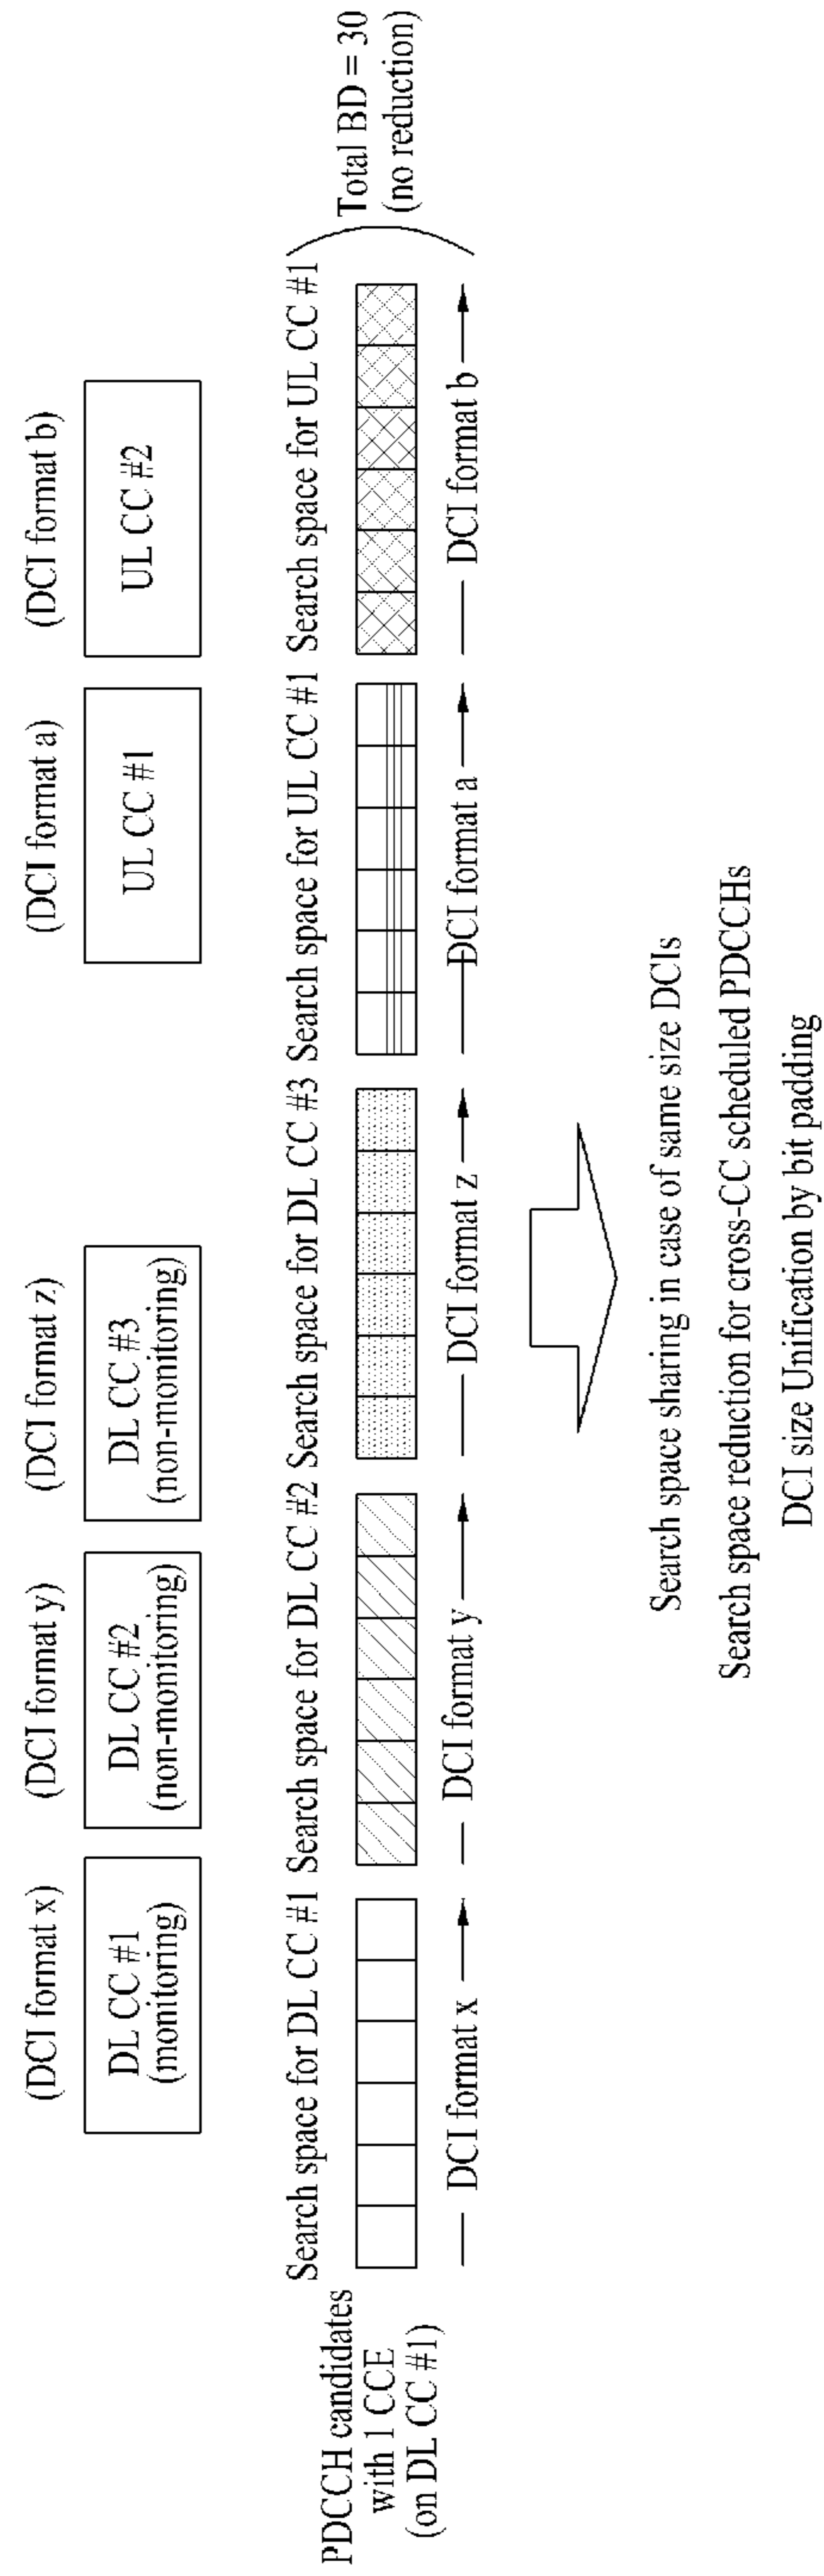 (DCI format x)
(DCI format y)
(DCI format z)
(DCI format a)
(DCI format b)
DL CC #1
(monitoring)
DL CC #2
(non-monitoring)
DL CC #3
(non-monitoring)
UL CC #1
UL CC #2
Search space for DL CC #1
Search space for DL CC #2
Search space for DL CC #3
Search space for UL CC #1
Search space for UL CC #1
PDCCH candidates
with 1 CCE
(on DL CC #1)
Total BD = 30
(no reduction)
DCI format x
DCI format y
DCI format z
DCI format a
DCI format b
Search space sharing in case of same size DCIs
Search space reduction for cross-CC scheduled PDCCHs
DCI size Unification by bit padding